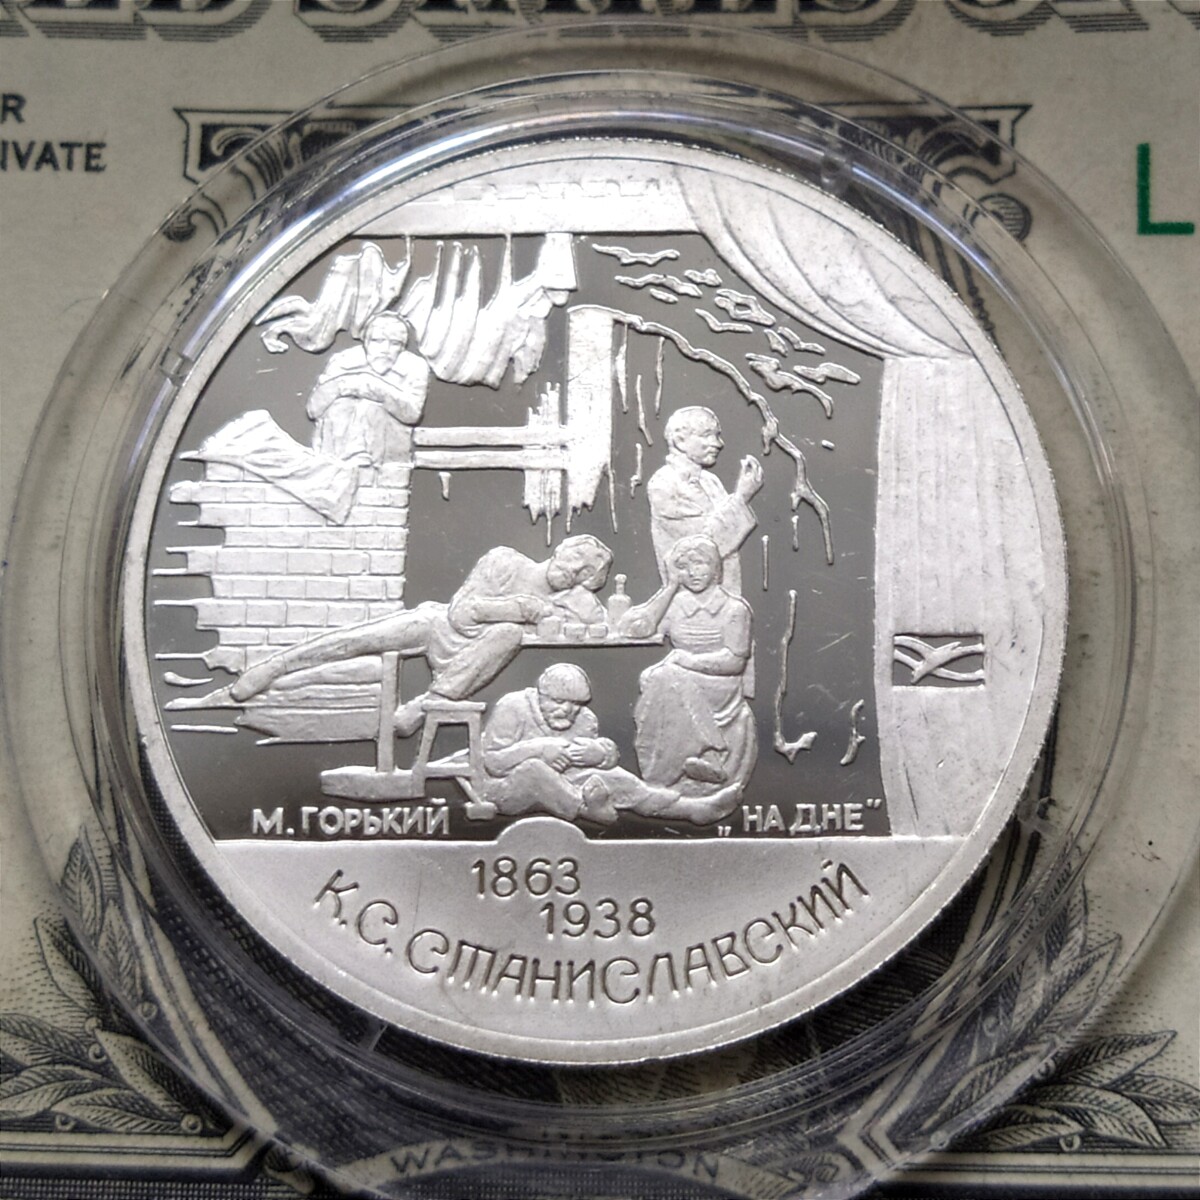 R
IVATE
L
М. ГОРЬКИЙ
„НА ДНЕ"
1863
1938
К.С. СТАНИСЛАВСКИЙ
WASHINGTON